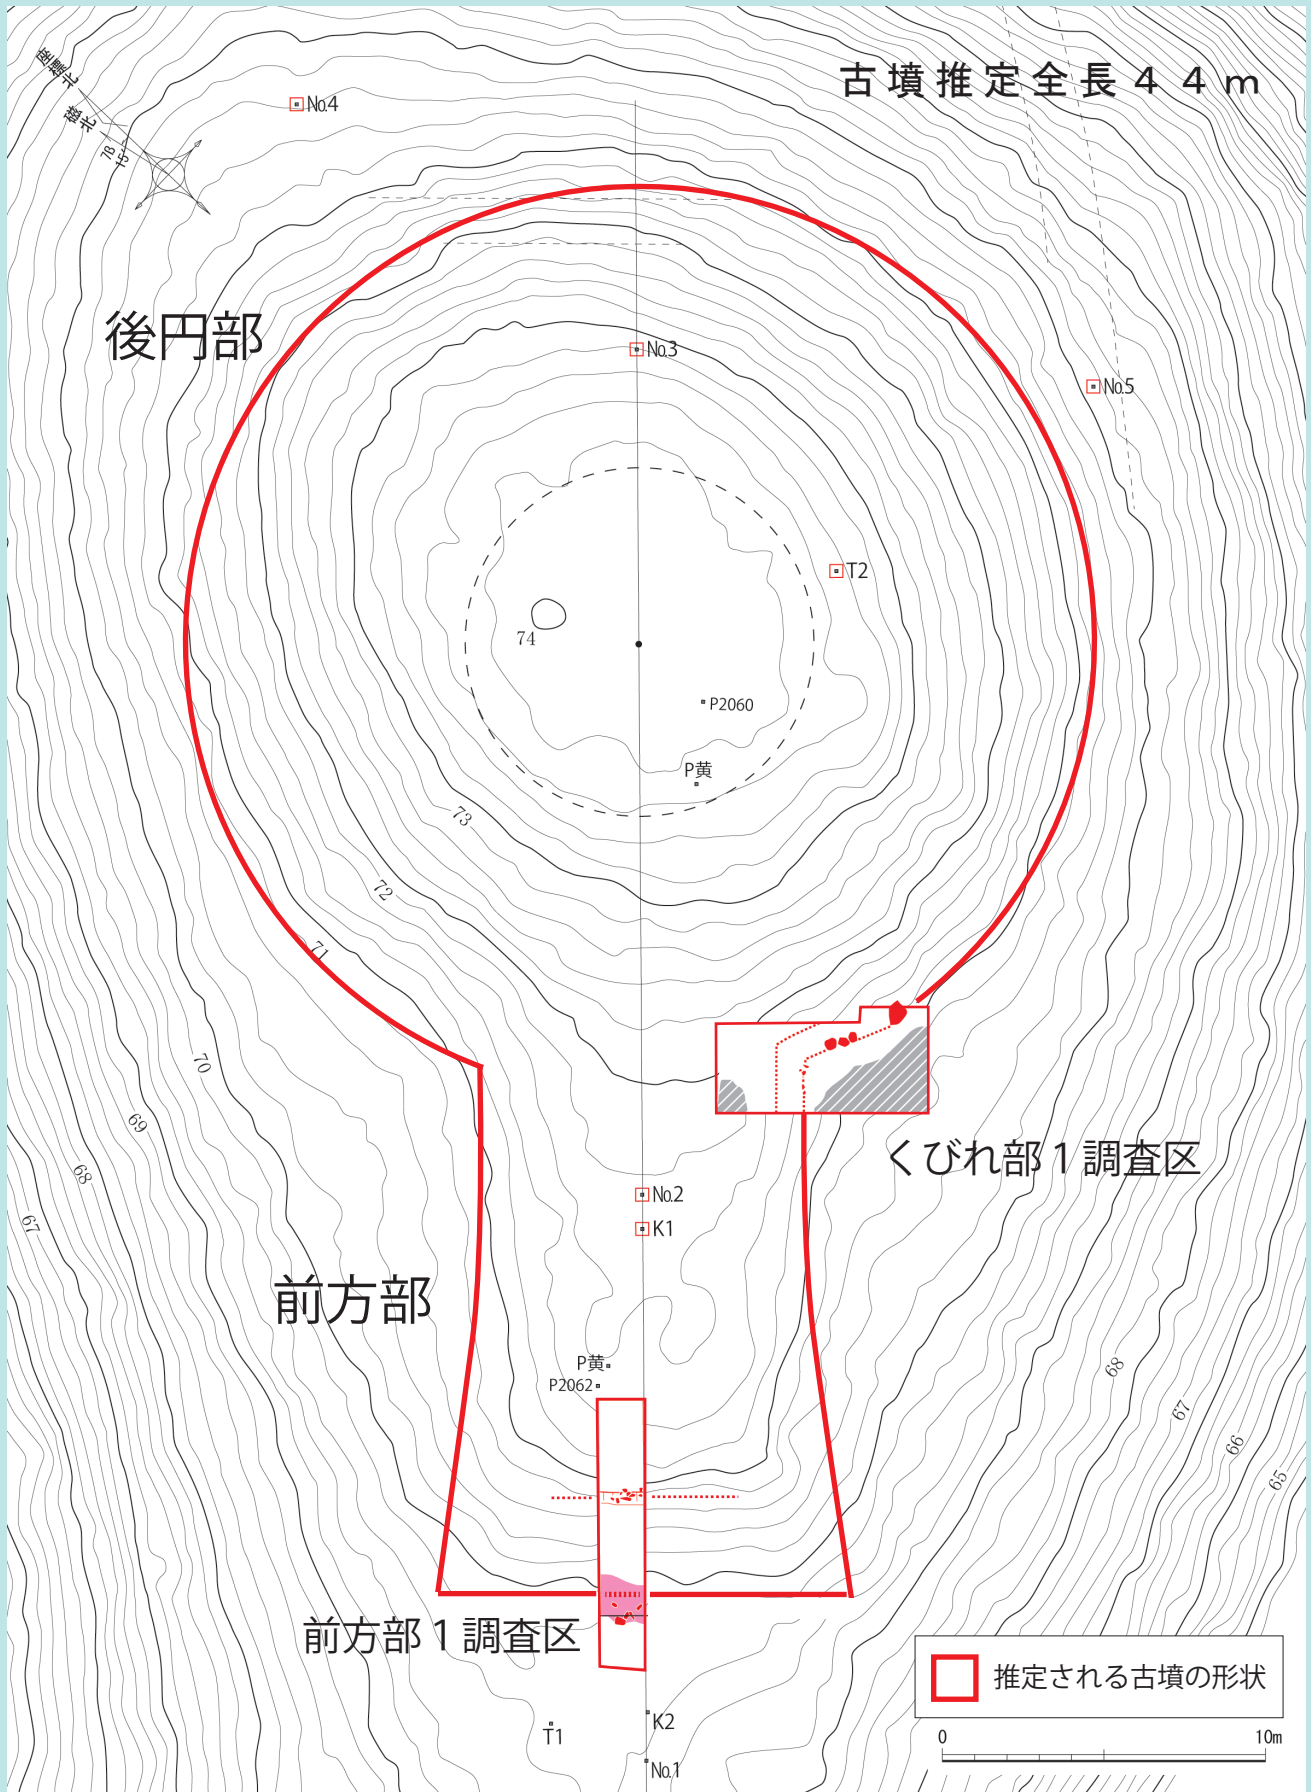 古墳推定全長４４ｍ
座標北
磁北
No.4
後円部
No.3
No.5
T2
74
P2060
P黄
73
72
71
70
69
68
67
くびれ部１調査区
No.2
K1
前方部
P黄
P2062
68
67
66
65
前方部１調査区
推定される古墳の形状
T1
K2
No.1
0 10m